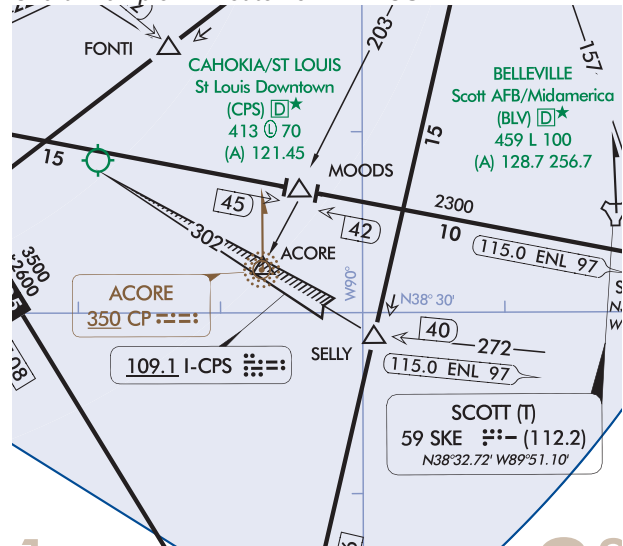 FONTI
203
157
CAHOKIA/ST LOUIS
St Louis Downtown
(CPS) D★
413 Ⓛ 70
(A) 121.45
BELLEVILLE
Scott AFB/Midamerica
(BLV) D★
459 L 100
(A) 128.7 256.7
15
15
MOODS
45
42
2300
10
302
ACORE
115.0 ENL 97
3500
*2600
W90°
N38° 30'
ACORE
350 CP
SELLY
40
272
109.1 I-CPS
115.0 ENL 97
80
SCOTT (T)
59 SKE (112.2)
N38°32.72' W89°51.10'